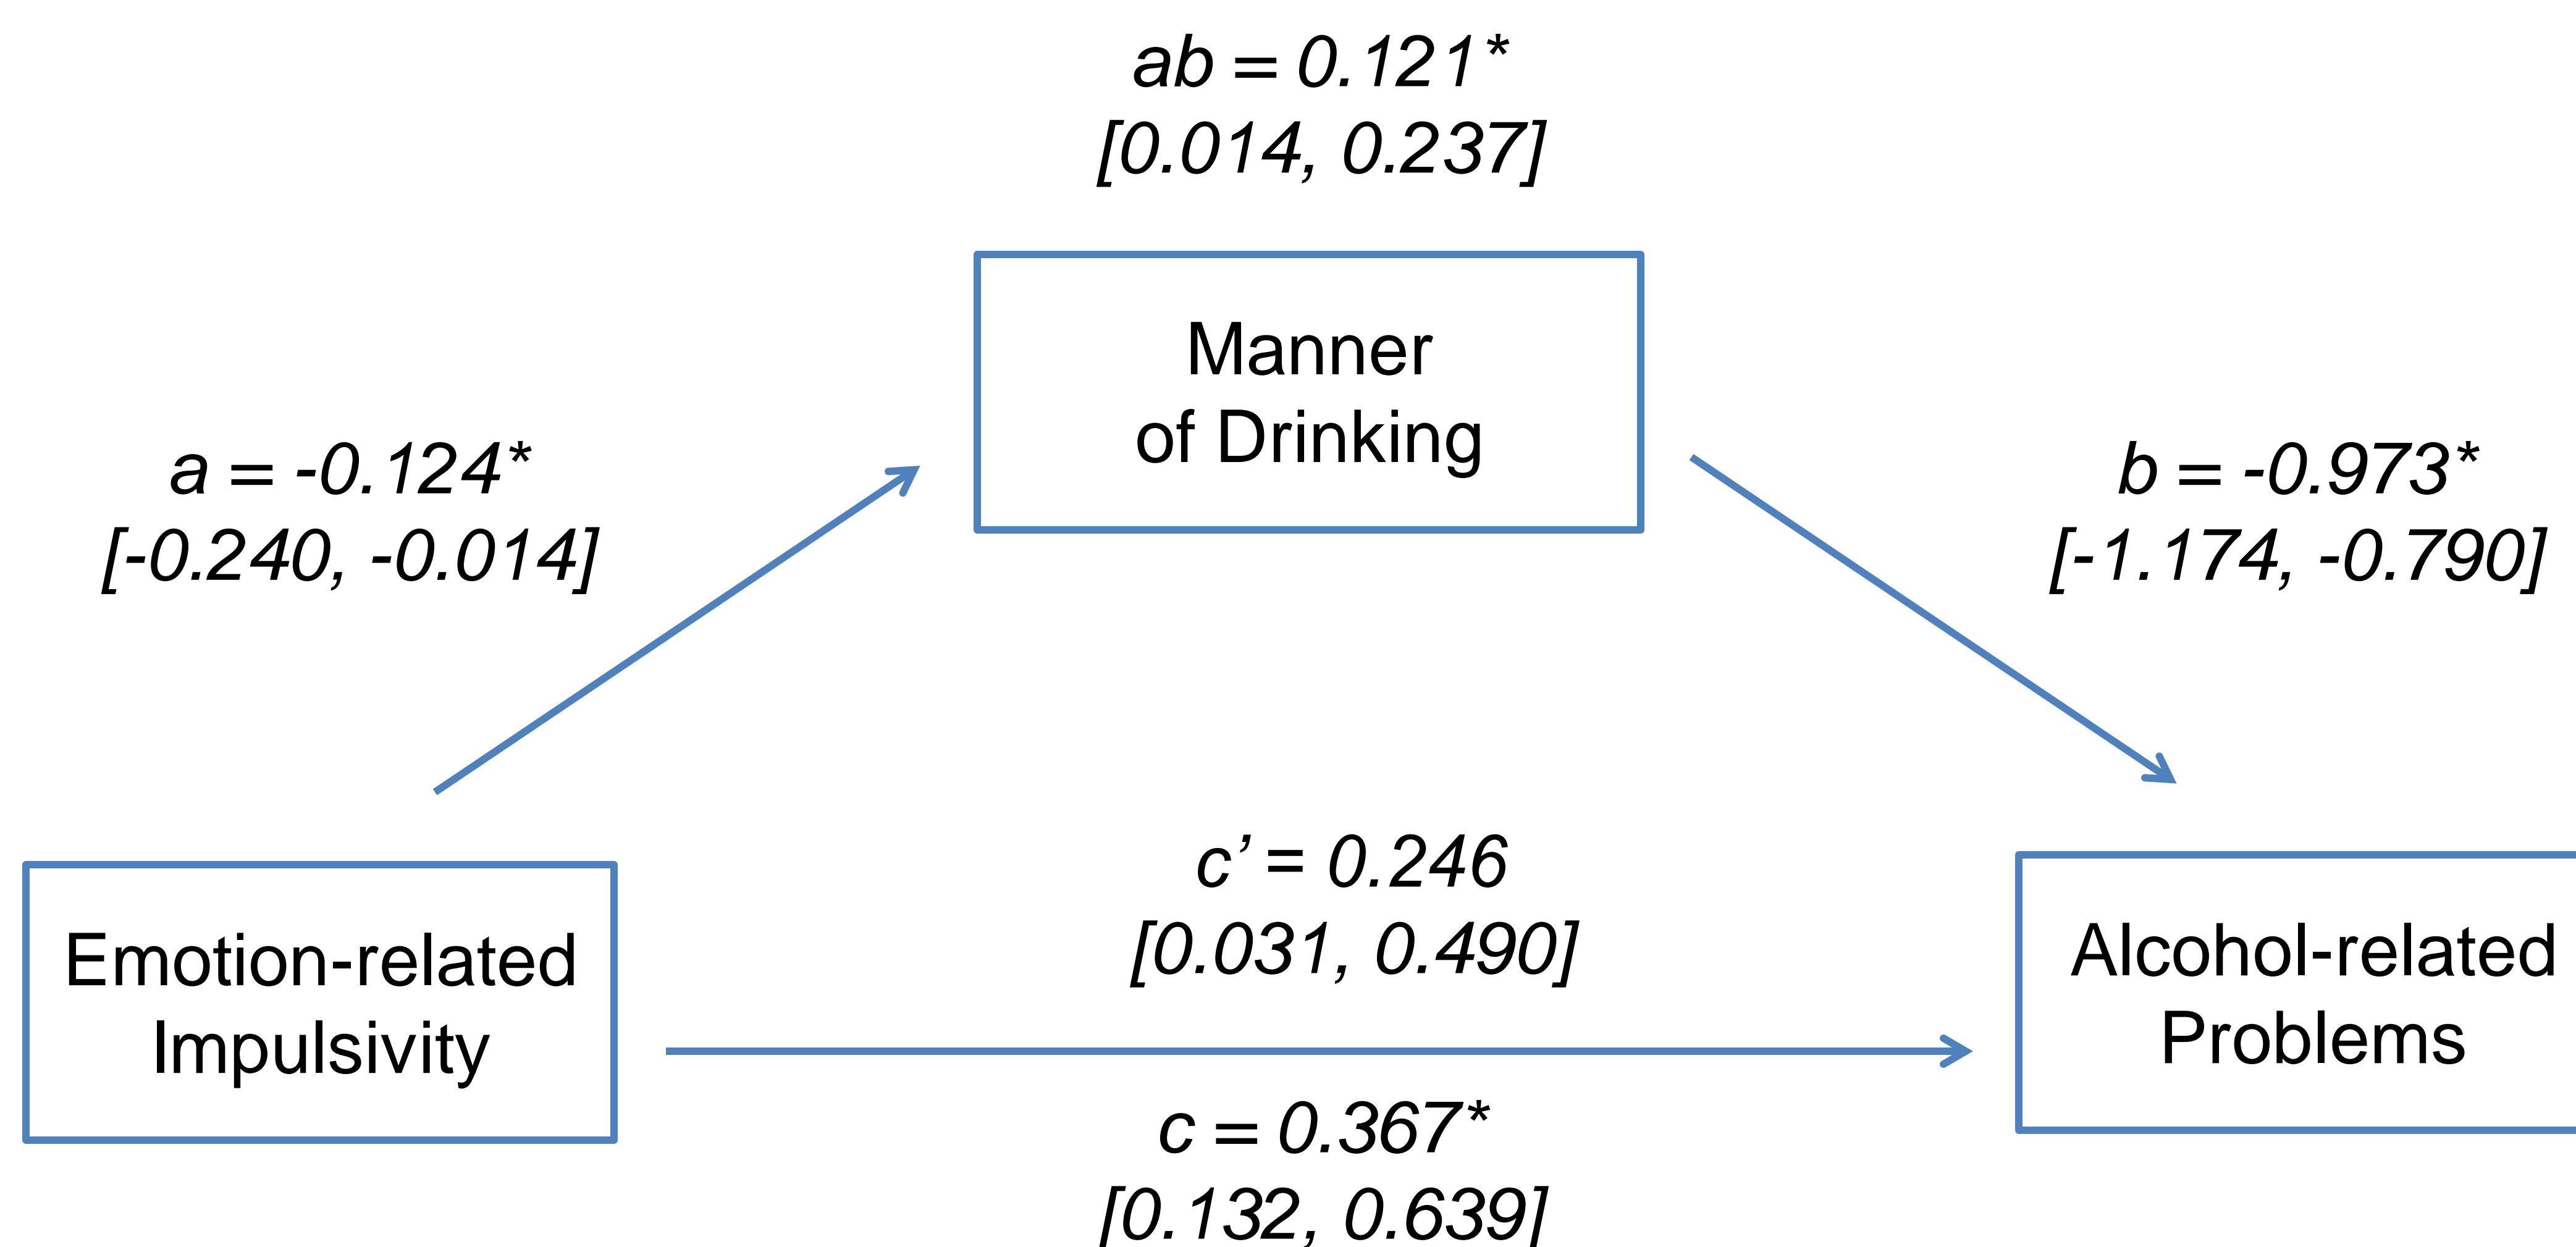 ab = 0.121*
[0.014, 0.237]
Manner
of Drinking
a = -0.124*
[-0.240, -0.014]
b = -0.973*
[-1.174, -0.790]
c’ = 0.246
[0.031, 0.490]
Emotion-related
Impulsivity
Alcohol-related
Problems
c = 0.367*
[0.132, 0.639]